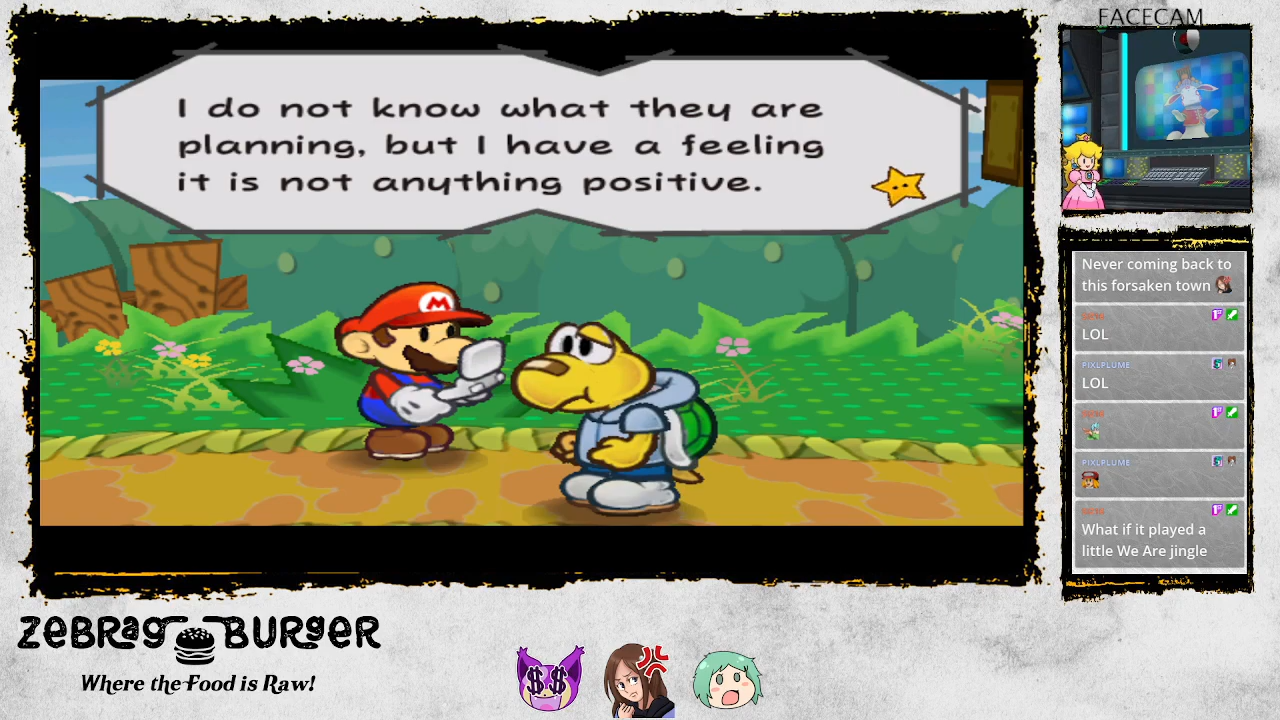 FACECAM
I do not know what they are
planning, but I have a feeling
it is not anything positive.
M
Never coming back to
this forsaken town
LOL
PIXLPLUME
LOL
PIXLPLUME
What if it played a
little We Are jingle
ZEBRAG BURGER
Where the Food is Raw!
$ $